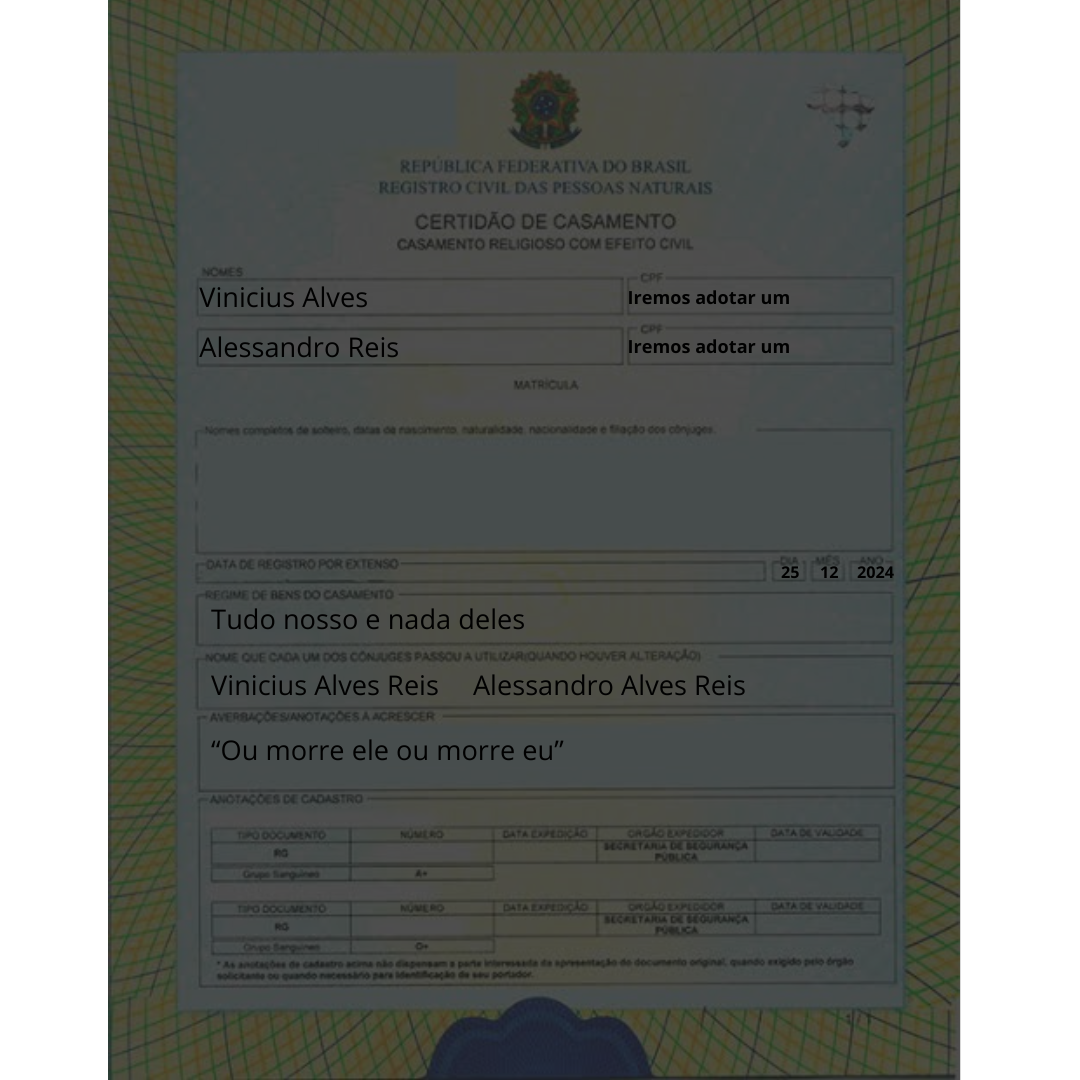 REPÚBLICA FEDERATIVA DO BRASIL
REGISTRO CIVIL DAS PESSOAS NATURAIS
CERTIDÃO DE CASAMENTO
CASAMENTO RELIGIOSO COM EFEITO CIVIL
NOMES
CPF
Vinicius Alves
Iremos adotar um
CPF
Alessandro Reis
Iremos adotar um
MATRÍCULA
Nomes completos de solteiro, datas de nascimento, naturalidade, nacionalidade e filiação dos cônjuges.
DATA DE REGISTRO POR EXTENSO
DIA MÊS ANO
25 12 2024
REGIME DE BENS DO CASAMENTO
Tudo nosso e nada deles
NOME QUE CADA UM DOS CÔNJUGES PASSOU A UTILIZAR(QUANDO HOUVER ALTERAÇÃO)
Vinicius Alves Reis Alessandro Alves Reis
AVERBAÇÕES/ANOTAÇÕES À ACRESCER
“Ou morre ele ou morre eu”
ANOTAÇÕES DE CADASTRO
TIPO DOCUMENTO NÚMERO DATA EXPEDIÇÃO ÓRGÃO EXPEDIDOR DATA DE VALIDADE
RG SECRETARIA DE SEGURANÇA
PÚBLICA
Grupo Sanguíneo A+
TIPO DOCUMENTO NÚMERO DATA EXPEDIÇÃO ÓRGÃO EXPEDIDOR DATA DE VALIDADE
RG SECRETARIA DE SEGURANÇA
PÚBLICA
Grupo Sanguíneo O+
* As anotações de cadastro acima não dispensam a parte interessada da apresentação do documento original, quando exigido pelo órgão
solicitante ou quando necessário para identificação de seu portador.
1 / 1